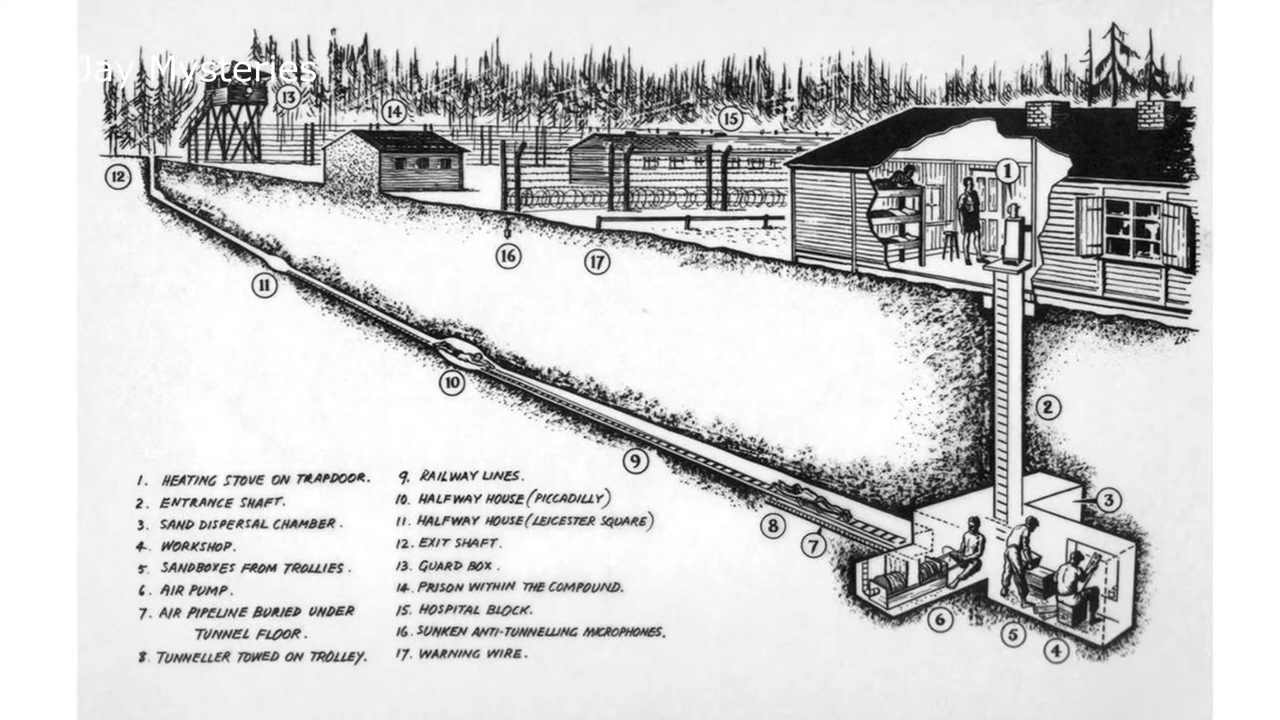 Jay Mysteries
13
14
15
1
12
16
17
11
10
2
9
3
8
7
6
5
4
LK.
1. HEATING STOVE ON TRAPDOOR.
2. ENTRANCE SHAFT.
3. SAND DISPERSAL CHAMBER.
4. WORKSHOP.
5. SANDBOXES FROM TROLLIES.
6. AIR PUMP.
7. AIR PIPELINE BURIED UNDER
TUNNEL FLOOR.
8. TUNNELLER TOWED ON TROLLEY.
9. RAILWAY LINES.
10. HALFWAY HOUSE (PICCADILLY)
11. HALFWAY HOUSE (LEICESTER SQUARE)
12. EXIT SHAFT.
13. GUARD BOX.
14. PRISON WITHIN THE COMPOUND.
15. HOSPITAL BLOCK.
16. SUNKEN ANTI-TUNNELLING MICROPHONES.
17. WARNING WIRE.